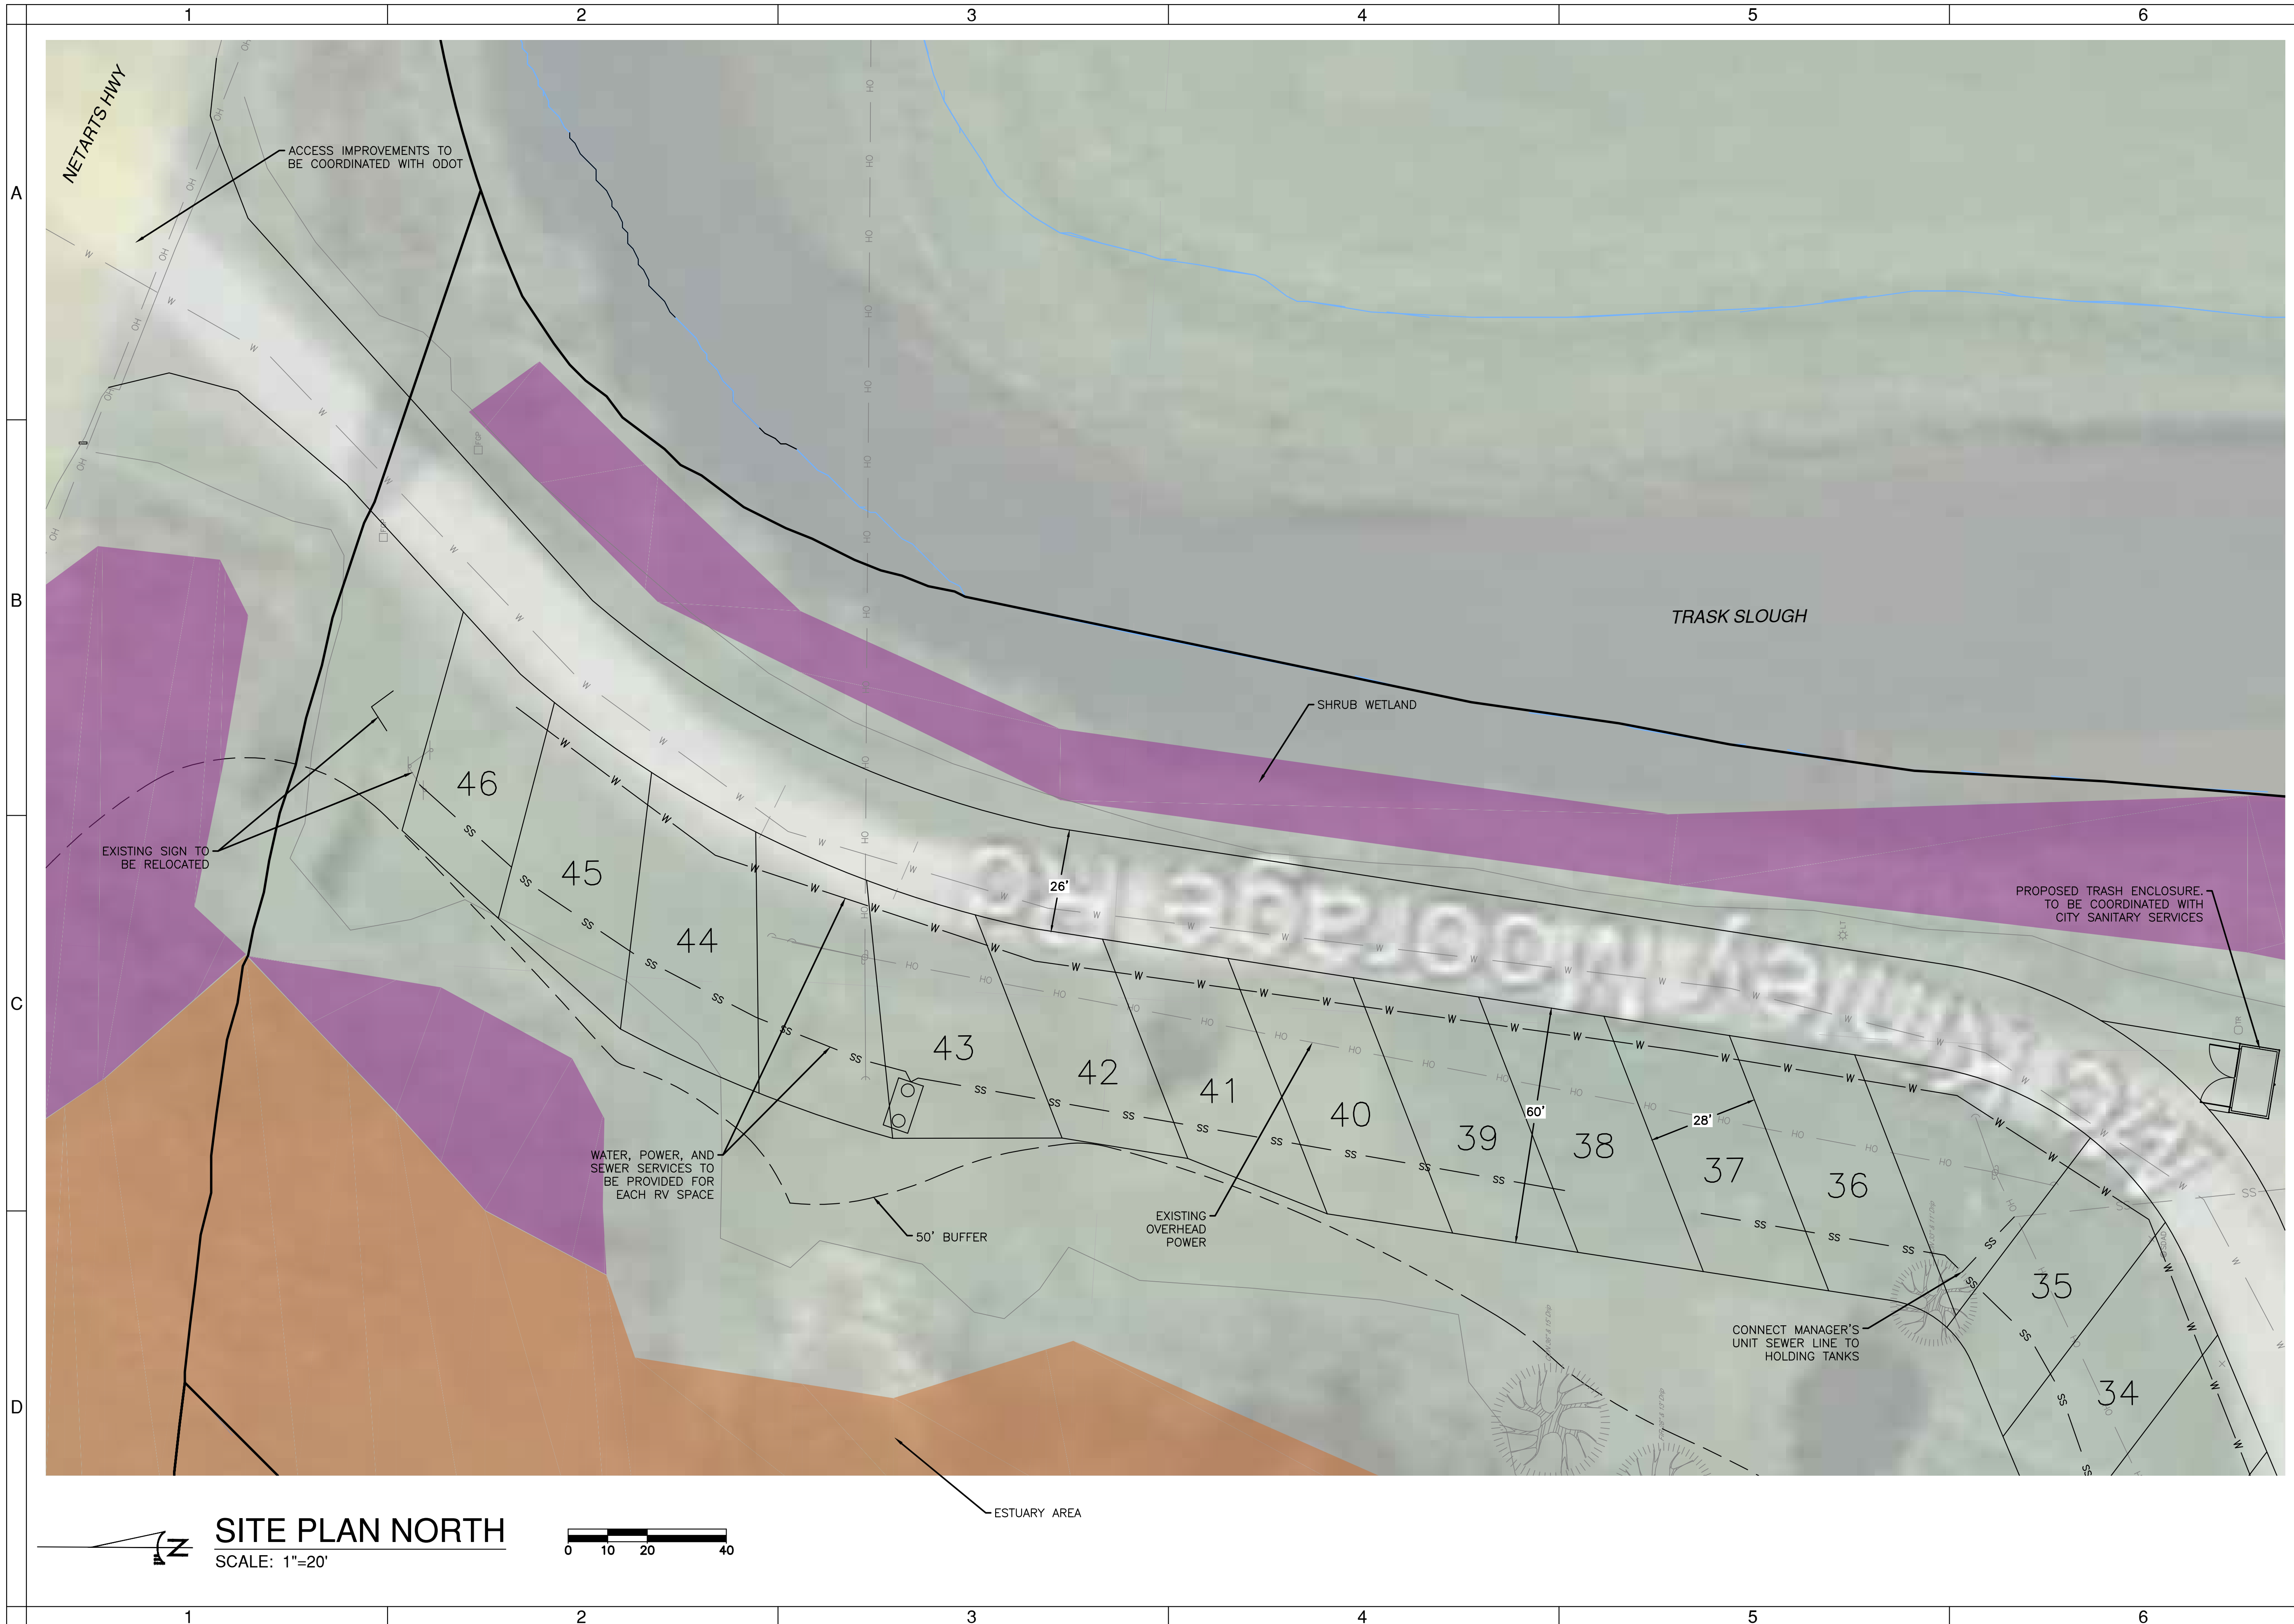 1 2 3 4 5 6
A
B
C
D
NETARTS HWY
ACCESS IMPROVEMENTS TO
BE COORDINATED WITH ODOT
TRASK SLOUGH
SHRUB WETLAND
EXISTING SIGN TO
BE RELOCATED
PROPOSED TRASH ENCLOSURE.
TO BE COORDINATED WITH
CITY SANITARY SERVICES
26'
46
45
44
43
42
41
40
39
38
37
36
35
34
60'
28'
WATER, POWER, AND
SEWER SERVICES TO
BE PROVIDED FOR
EACH RV SPACE
50' BUFFER
EXISTING
OVERHEAD
POWER
CONNECT MANAGER'S
UNIT SEWER LINE TO
HOLDING TANKS
ESTUARY AREA
N
SITE PLAN NORTH
SCALE: 1"=20'
0 10 20 40
1 2 3 4 5 6